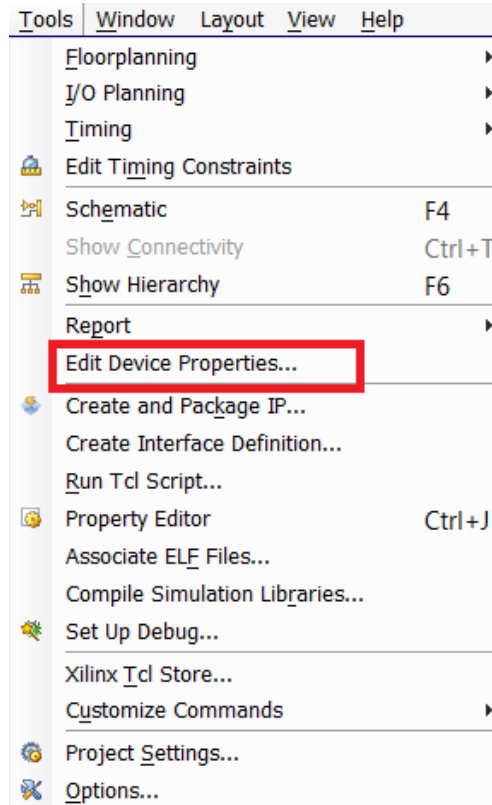 Tools Window Layout View Help
Floorplanning
I/O Planning
Timing
Edit Timing Constraints
Schematic F4
Show Connectivity Ctrl+T
Show Hierarchy F6
Report
Edit Device Properties...
Create and Package IP...
Create Interface Definition...
Run Tcl Script...
Property Editor Ctrl+J
Associate ELF Files...
Compile Simulation Libraries...
Set Up Debug...
Xilinx Tcl Store...
Customize Commands
Project Settings...
Options...